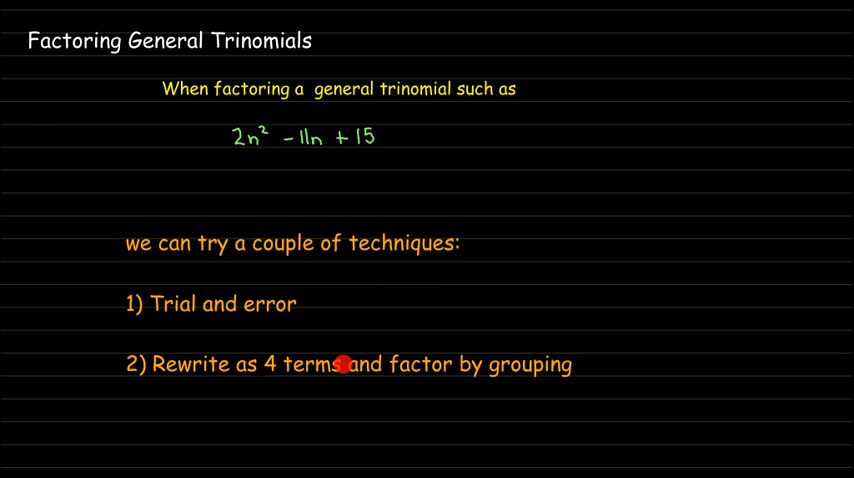 Factoring General Trinomials
When factoring a general trinomial such as
2n² - 11n + 15
we can try a couple of techniques:
1) Trial and error
2) Rewrite as 4 terms and factor by grouping